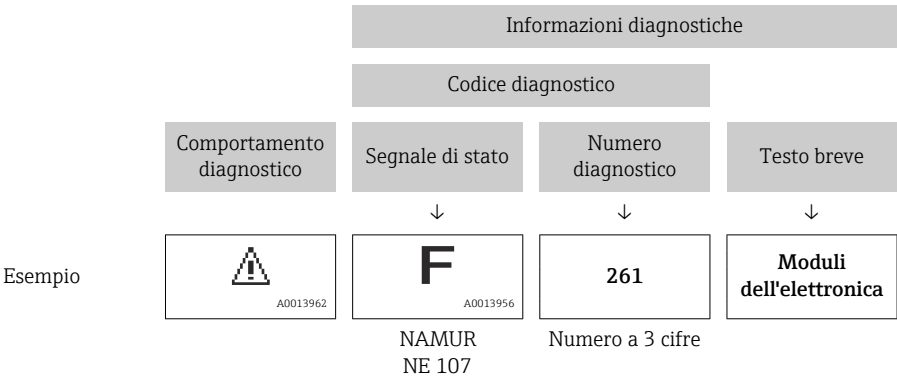 Informazioni diagnostiche
Codice diagnostico
Comportamento
diagnostico
Segnale di stato
Numero
diagnostico
Testo breve
↓ ↓ ↓
Esempio
A0013962
F
A0013956
261
Moduli
dell'elettronica
NAMUR
NE 107
Numero a 3 cifre